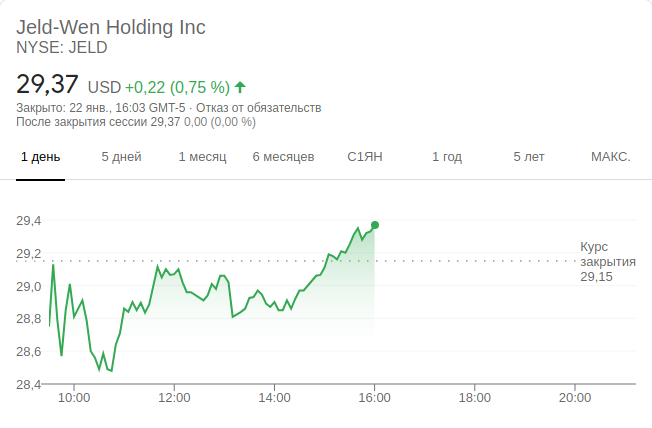 Jeld-Wen Holding Inc
NYSE: JELD
29,37 USD +0,22 (0,75 %)
Закрыто: 22 янв., 16:03 GMT-5 · Отказ от обязательств
После закрытия сессии 29,37 0,00 (0,00 %)
1 день 5 дней 1 месяц 6 месяцев С1ЯН 1 год 5 лет МАКС.
29,4
29,2
29,0
28,8
28,6
28,4
Курс
закрытия
29,15
10:00 12:00 14:00 16:00 18:00 20:00